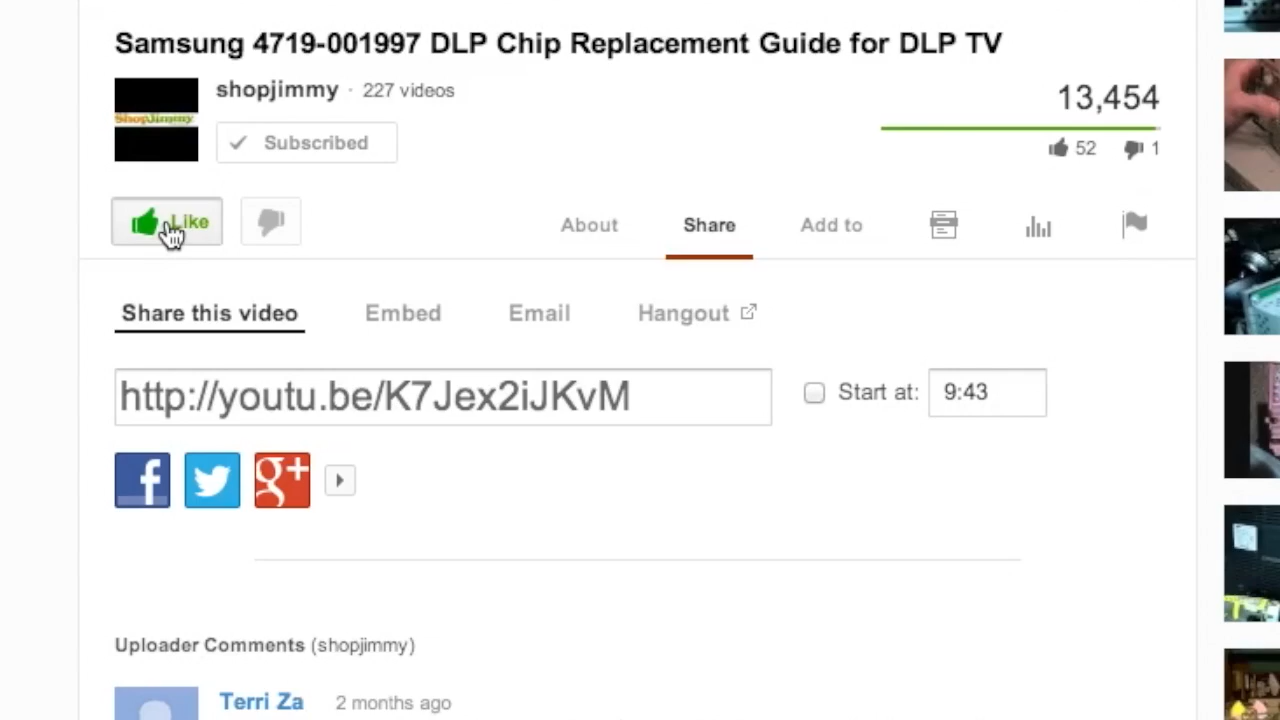 Samsung 4719-001997 DLP Chip Replacement Guide for DLP TV
shopjimmy · 227 videos
ShopJimmy
Subscribed
13,454
52 1
Like
About Share Add to
Share this video Embed Email Hangout
http://youtu.be/K7Jex2iJKvM Start at: 9:43
f g+
Uploader Comments (shopjimmy)
Terri Za 2 months ago